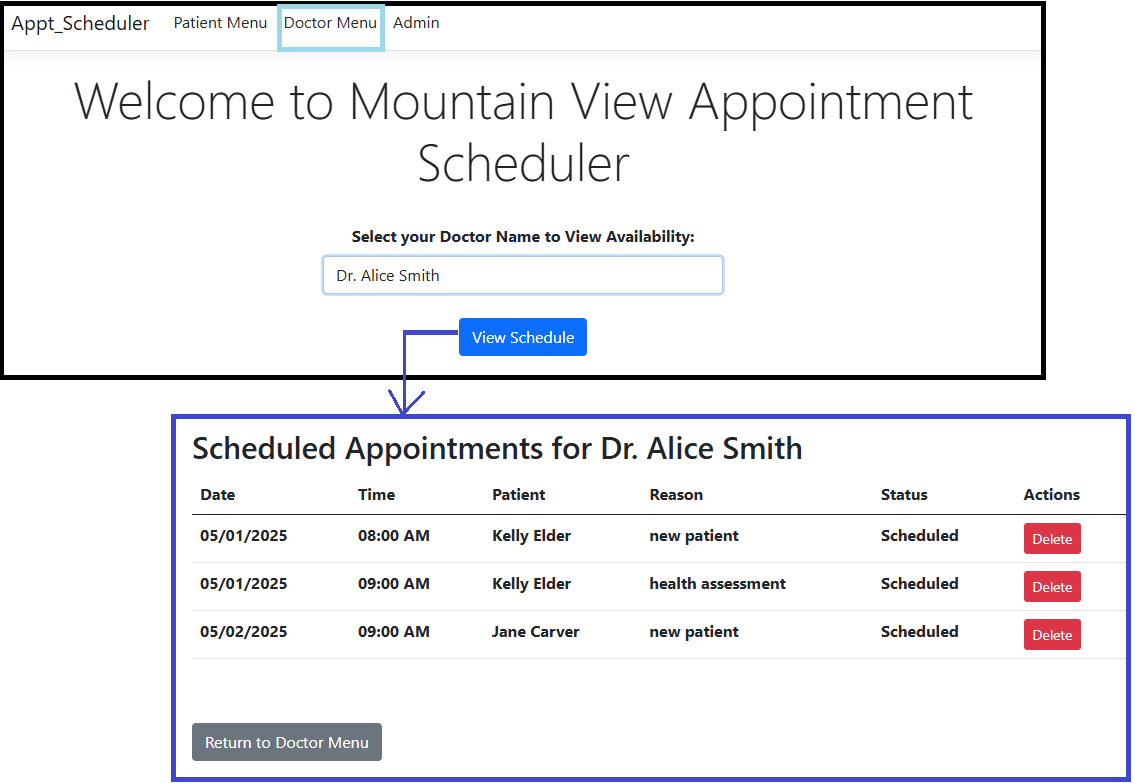 Appt_Scheduler Patient Menu Doctor Menu Admin
Welcome to Mountain View Appointment
Scheduler
Select your Doctor Name to View Availability:
Dr. Alice Smith
View Schedule
Scheduled Appointments for Dr. Alice Smith
Date Time Patient Reason Status Actions
05/01/2025 08:00 AM Kelly Elder new patient Scheduled Delete
05/01/2025 09:00 AM Kelly Elder health assessment Scheduled Delete
05/02/2025 09:00 AM Jane Carver new patient Scheduled Delete
Return to Doctor Menu